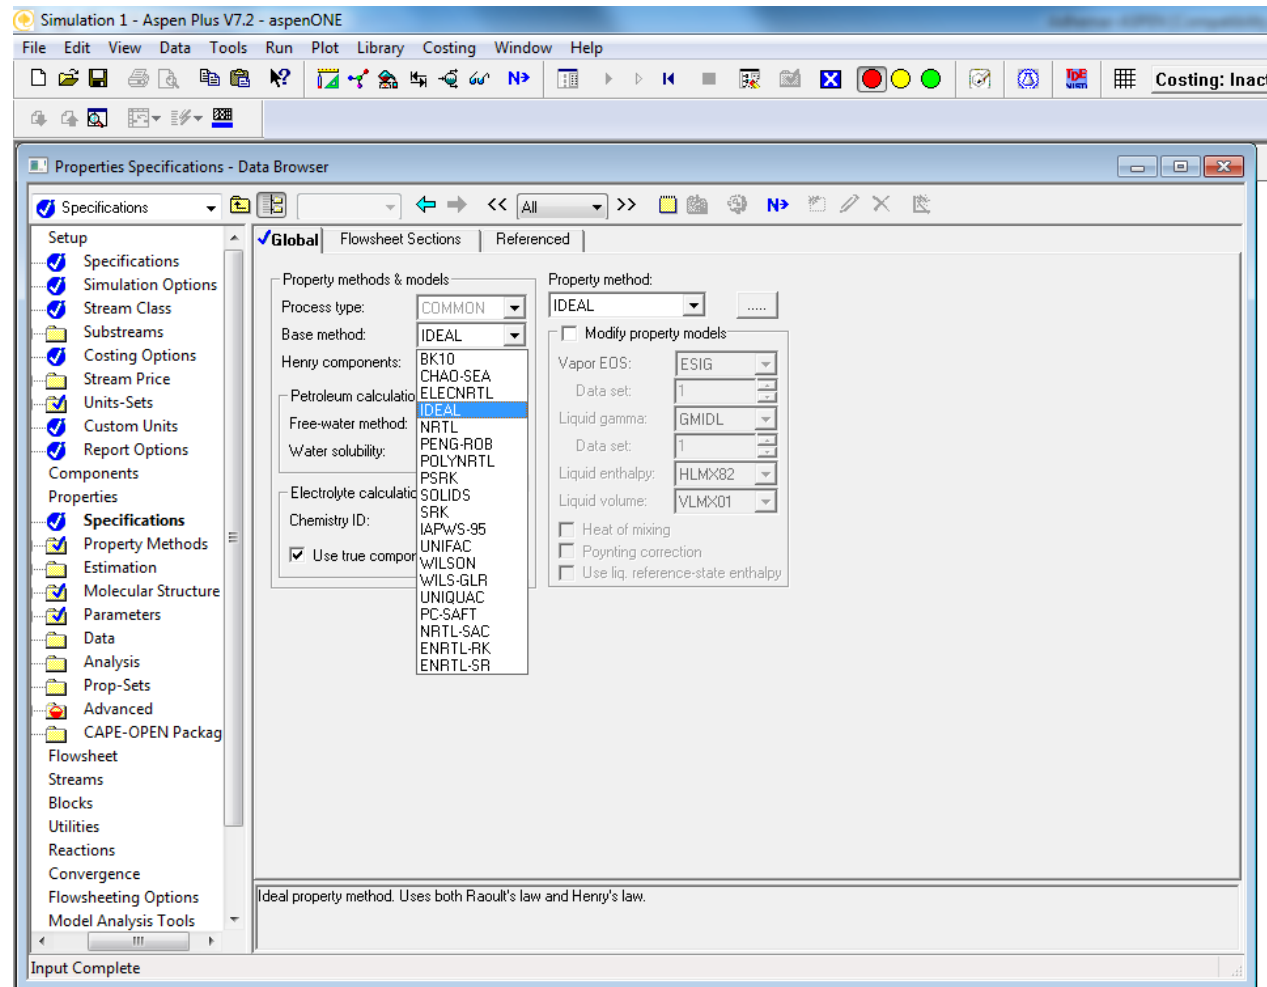 Simulation 1 - Aspen Plus V7.2 - aspenONE
File Edit View Data Tools Run Plot Library Costing Window Help
N→
TDE
VISTI
Costing: Inac
Properties Specifications - Data Browser
Specifications
<< All >>
N→
Setup
Specifications
Simulation Options
Stream Class
Substreams
Costing Options
Stream Price
Units-Sets
Custom Units
Report Options
Components
Properties
Specifications
Property Methods
Estimation
Molecular Structure
Parameters
Data
Analysis
Prop-Sets
Advanced
CAPE-OPEN Packag
Flowsheet
Streams
Blocks
Utilities
Reactions
Convergence
Flowsheeting Options
Model Analysis Tools
Global Flowsheet Sections Referenced
Property methods & models
Process type: COMMON
Base method: IDEAL
Henry components:
Petroleum calculatio
Free-water method:
Water solubility:
Electrolyte calculatio
Chemistry ID:
Use true compor
BK10
CHAO-SEA
ELECNRTL
IDEAL
NRTL
PENG-ROB
POLYNRTL
PSRK
SOLIDS
SRK
IAPWS-95
UNIFAC
WILSON
WILS-GLR
UNIQUAC
PC-SAFT
NRTL-SAC
ENRTL-RK
ENRTL-SR
Property method:
IDEAL .....
Modify property models
Vapor EOS: ESIG
Data set: 1
Liquid gamma: GMIDL
Data set: 1
Liquid enthalpy: HLMX82
Liquid volume: VLMX01
Heat of mixing
Poynting correction
Use liq. reference-state enthalpy
Ideal property method. Uses both Raoult's law and Henry's law.
Input Complete